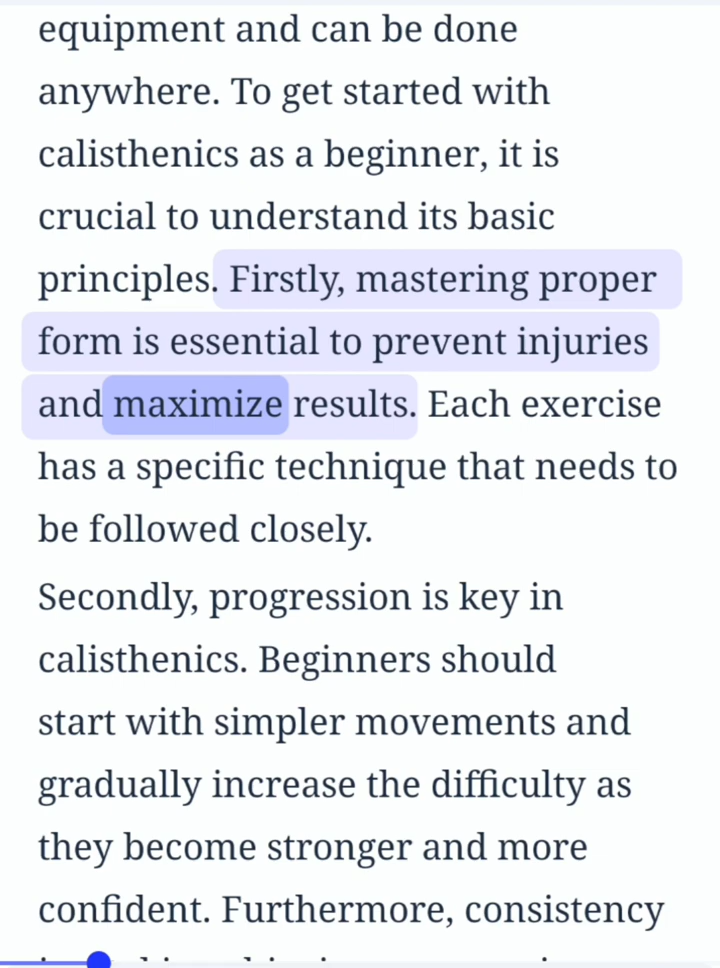 equipment and can be done
anywhere. To get started with
calisthenics as a beginner, it is
crucial to understand its basic
principles. Firstly, mastering proper
form is essential to prevent injuries
and maximize results. Each exercise
has a specific technique that needs to
be followed closely.
Secondly, progression is key in
calisthenics. Beginners should
start with simpler movements and
gradually increase the difficulty as
they become stronger and more
confident. Furthermore, consistency